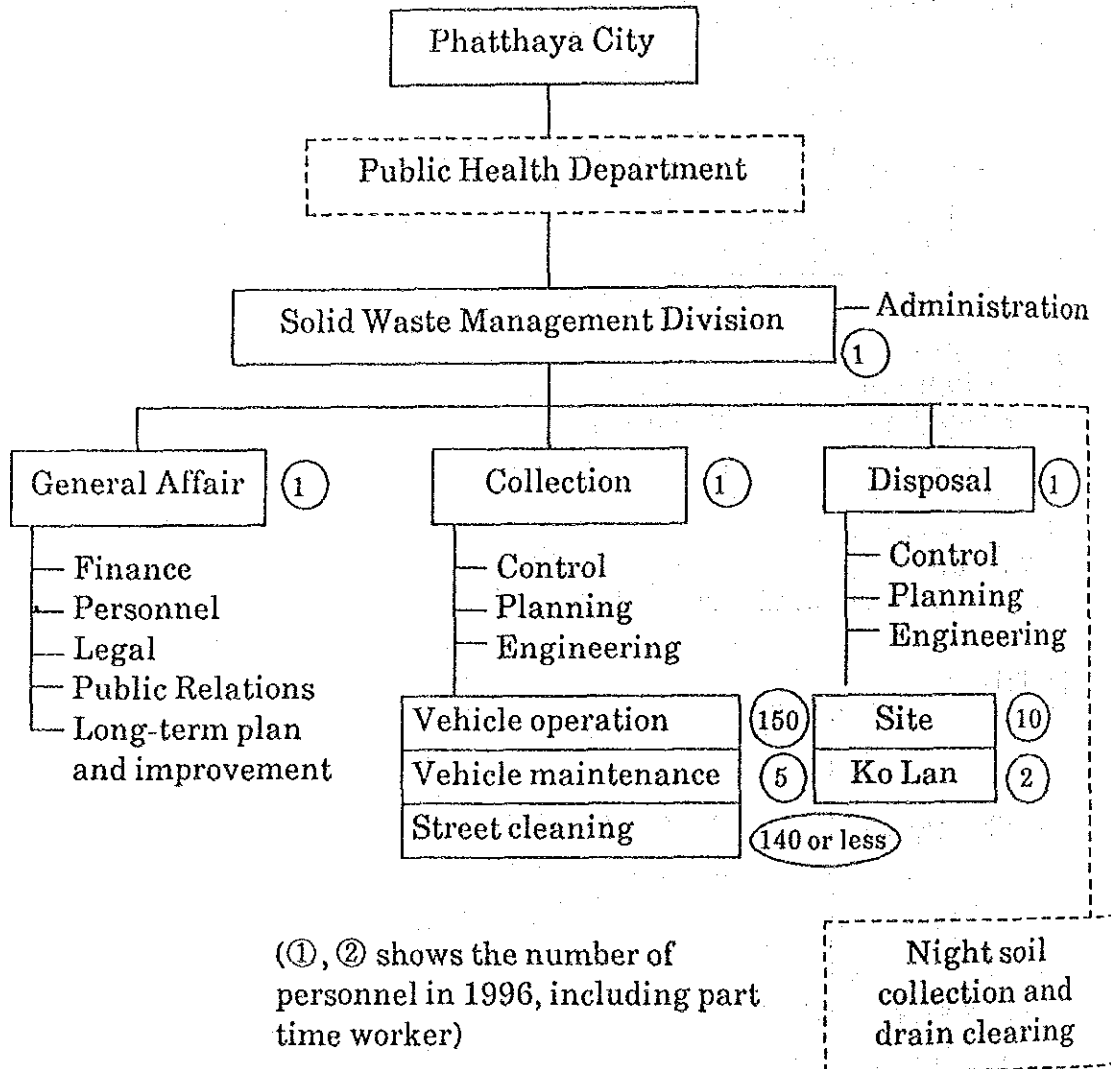 Phatthaya City
Public Health Department
Solid Waste Management Division
Administration
1
General Affair
1
Finance
Personnel
Legal
Public Relations
Long-term plan
and improvement
Collection
1
Control
Planning
Engineering
Vehicle operation
150
Vehicle maintenance
5
Street cleaning
140 or less
Disposal
1
Control
Planning
Engineering
Site
10
Ko Lan
2
(①, ② shows the number of
personnel in 1996, including part
time worker)
Night soil
collection and
drain clearing